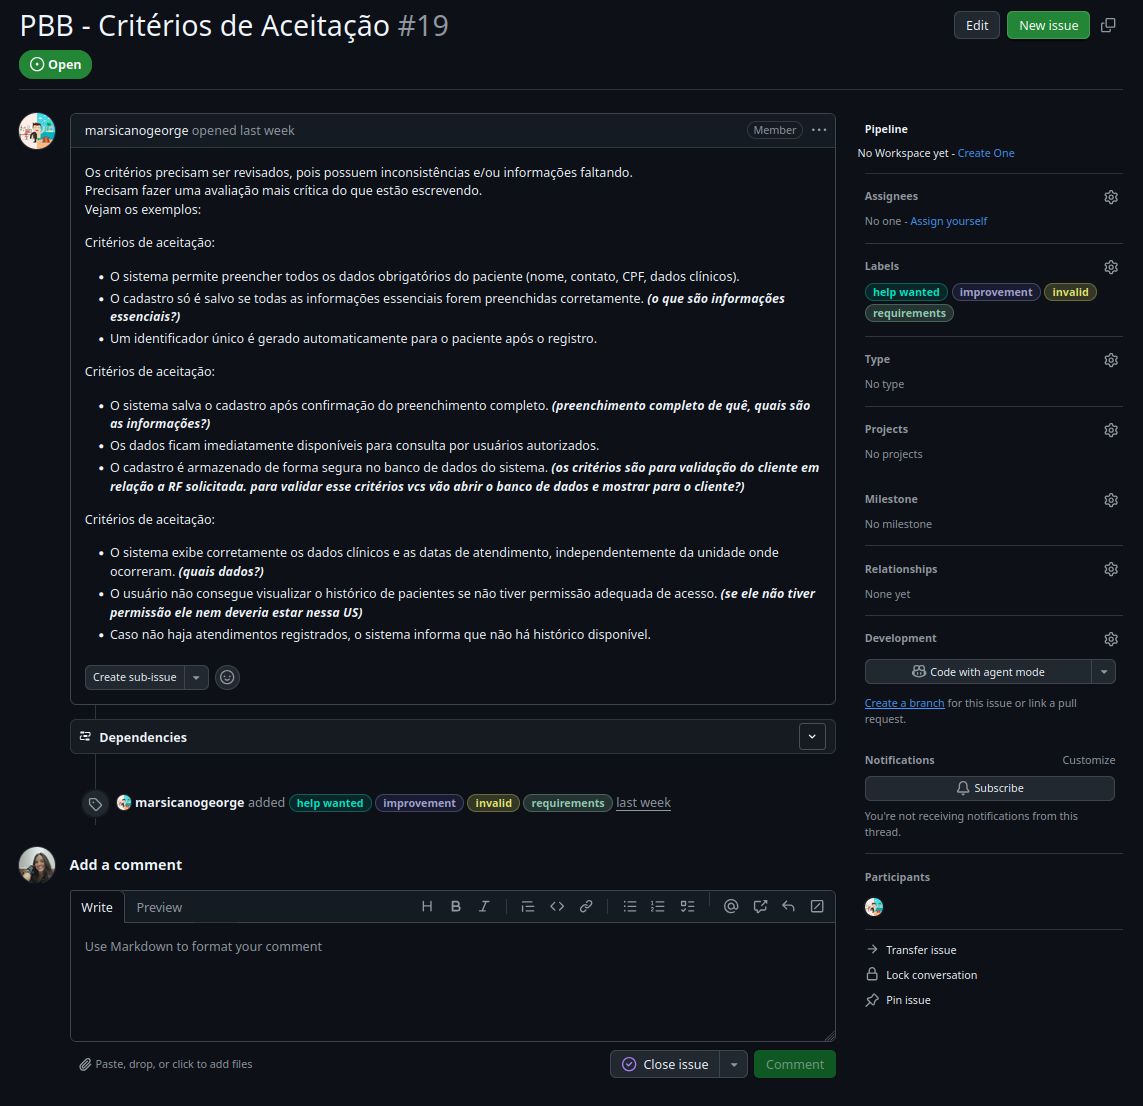 PBB - Critérios de Aceitação #19
Edit
New issue
Open
marsicanogeorge opened last week
Member
Os critérios precisam ser revisados, pois possuem inconsistências e/ou informações faltando.
Precisam fazer uma avaliação mais crítica do que estão escrevendo.
Vejam os exemplos:
Critérios de aceitação:
• O sistema permite preencher todos os dados obrigatórios do paciente (nome, contato, CPF, dados clínicos).
• O cadastro só é salvo se todas as informações essenciais forem preenchidas corretamente. (o que são informações
essenciais?)
• Um identificador único é gerado automaticamente para o paciente após o registro.
Critérios de aceitação:
• O sistema salva o cadastro após confirmação do preenchimento completo. (preenchimento completo de quê, quais são
as informações?)
• Os dados ficam imediatamente disponíveis para consulta por usuários autorizados.
• O cadastro é armazenado de forma segura no banco de dados do sistema. (os critérios são para validação do cliente em
relação a RF solicitada. para validar esse critérios vcs vão abrir o banco de dados e mostrar para o cliente?)
Critérios de aceitação:
• O sistema exibe corretamente os dados clínicos e as datas de atendimento, independentemente da unidade onde
ocorreram. (quais dados?)
• O usuário não consegue visualizar o histórico de pacientes se não tiver permissão adequada de acesso. (se ele não tiver
permissão ele nem deveria estar nessa US)
• Caso não haja atendimentos registrados, o sistema informa que não há histórico disponível.
Create sub-issue
Dependencies
marsicanogeorge added help wanted improvement invalid requirements last week
Add a comment
Write
Preview
Use Markdown to format your comment
Paste, drop, or click to add files
Close issue
Comment
Pipeline
No Workspace yet - Create One
Assignees
No one - Assign yourself
Labels
help wanted improvement invalid
requirements
Type
No type
Projects
No projects
Milestone
No milestone
Relationships
None yet
Development
Code with agent mode
Create a branch for this issue or link a pull
request.
Notifications
Customize
Subscribe
You're not receiving notifications from this
thread.
Participants
Transfer issue
Lock conversation
Pin issue